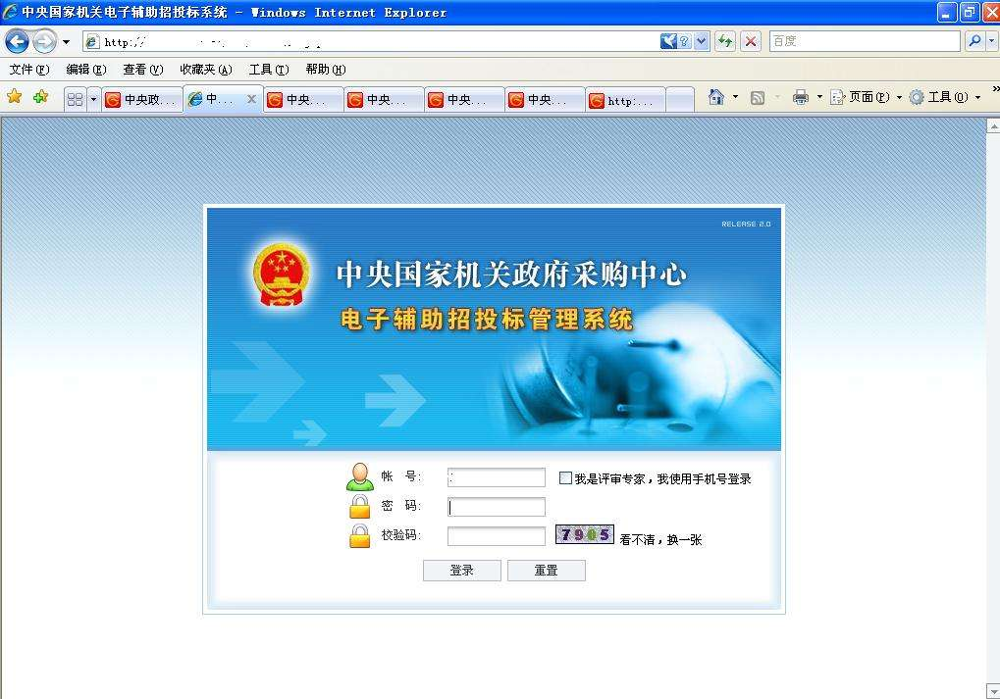 中央国家机关电子辅助招投标系统 - Windows Internet Explorer
http://
百度
文件(F) 编辑(E) 查看(V) 收藏夹(A) 工具(T) 帮助(H)
中央政... 中... 中央... 中央... 中央... 中央... http:... 页面(P) 工具(O) »
RELEASE 2.0
中央国家机关政府采购中心
电子辅助招投标管理系统
帐 号: 我是评审专家，我使用手机号登录
密 码:
校验码: 7905 看不清，换一张
登录 重置